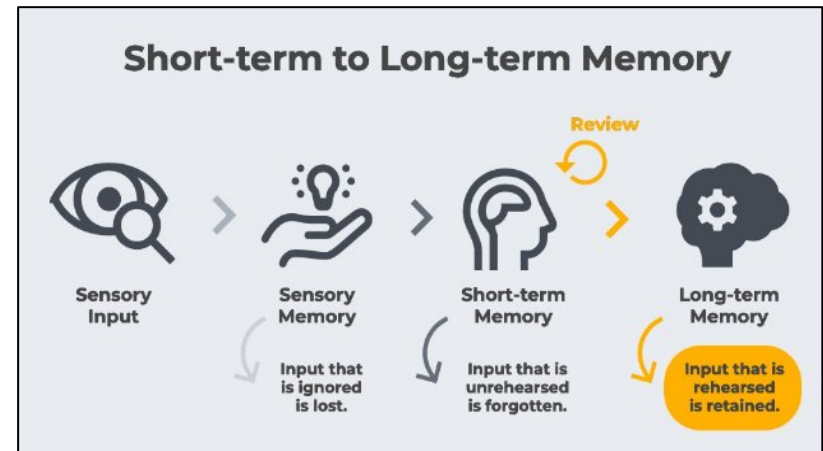 Short-term to Long-term Memory
Review
Sensory
Input
Sensory
Memory
Short-term
Memory
Long-term
Memory
Input that
is ignored
is lost.
Input that is
unrehearsed
is forgotten.
Input that is
rehearsed
is retained.